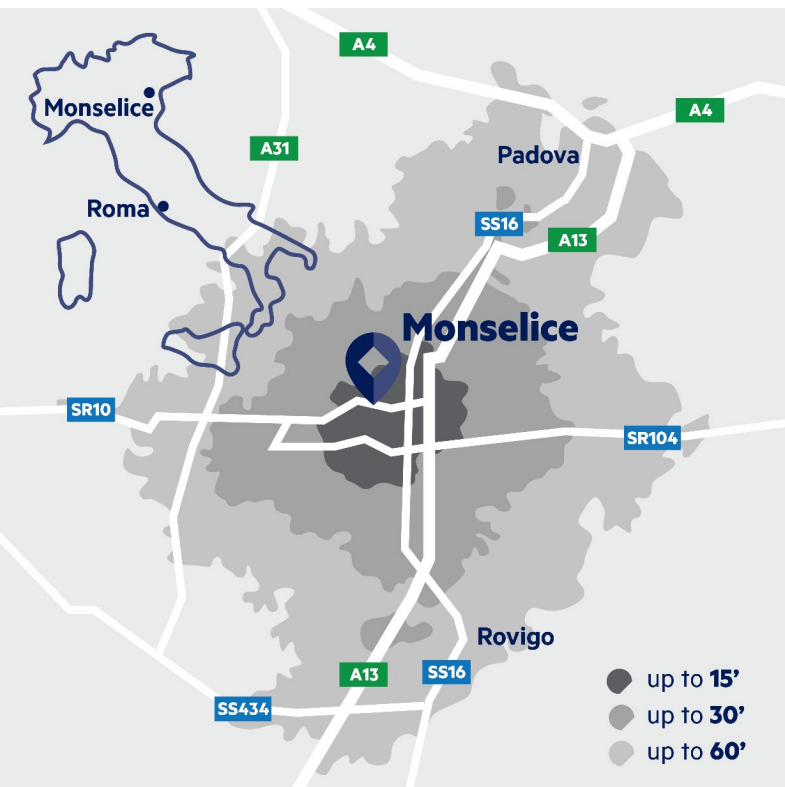 A4
A4
Monselice
A31
Padova
Roma
SS16
A13
Monselice
SR10
SR104
Rovigo
A13
SS16
SS434
up to 15’
up to 30’
up to 60’